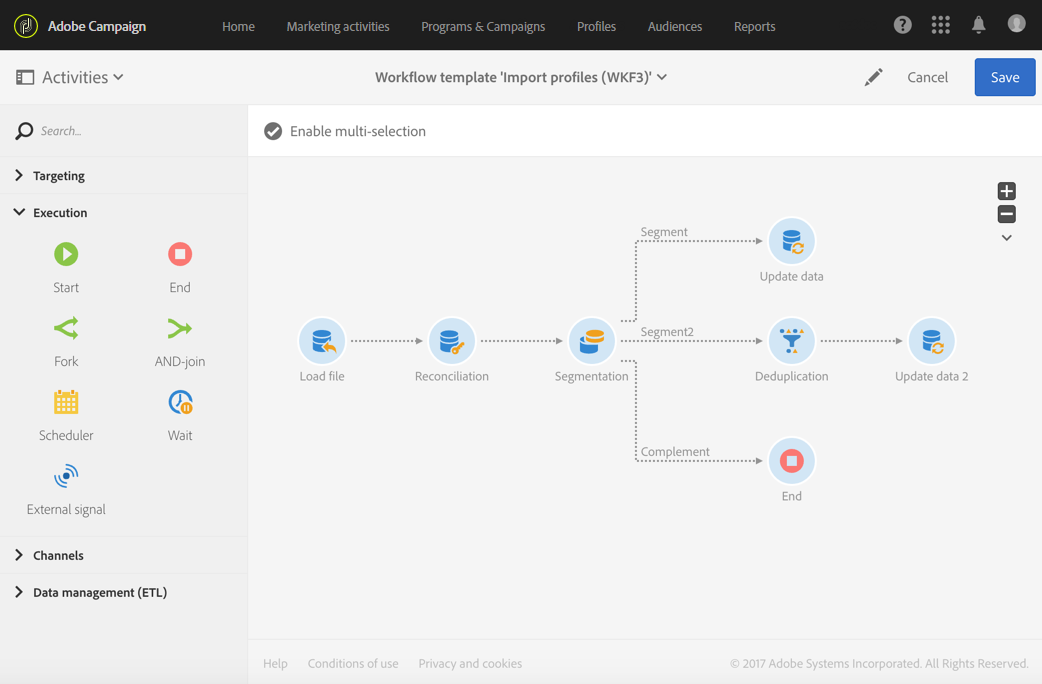 Adobe Campaign
Home Marketing activities Programs & Campaigns Profiles Audiences Reports
?
Activities
Workflow template 'Import profiles (WKF3)'
Cancel
Save
Search...
Enable multi-selection
Targeting
Execution
Start End
Fork AND-join
Scheduler Wait
External signal
Channels
Data management (ETL)
Segment
Update data
Segment2
Load file Reconciliation Segmentation Deduplication Update data 2
Complement
End
Help Conditions of use Privacy and cookies © 2017 Adobe Systems Incorporated. All Rights Reserved.